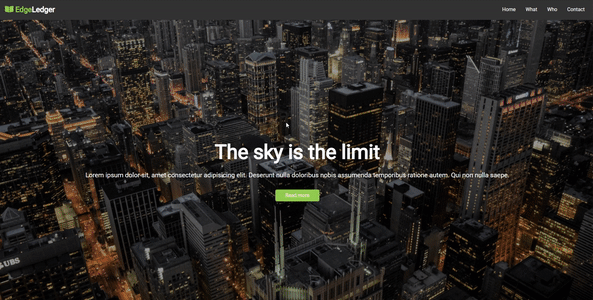 EdgeLedger
Home What Who Contact
The sky is the limit
Lorem ipsum dolor sit, amet consectetur adipisicing elit. Deserunt nulla doloribus nobis assumenda temporibus ratione autem. Qui non nulla saepe.
Read more
UBS